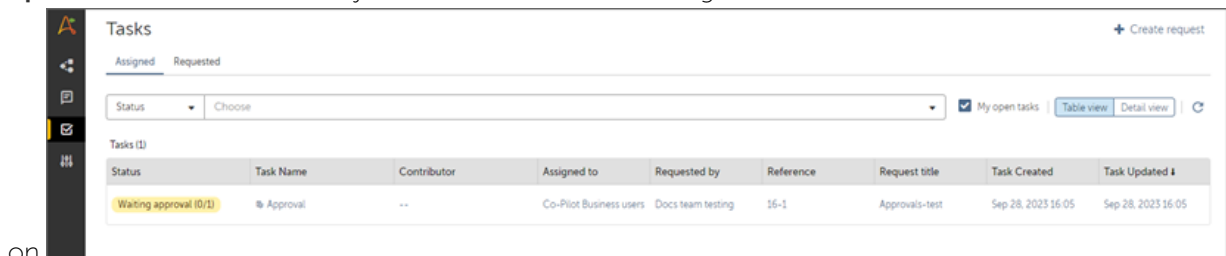 Tasks
+ Create request
Assigned Requested
Status Choose My open tasks Table view Detail view
Tasks (1)
Status Task Name Contributor Assigned to Requested by Reference Request title Task Created Task Updated
Waiting approval (0/1) Approval -- Co-Pilot Business users Docs team testing 16-1 Approvals-test Sep 28, 2023 16:05 Sep 28, 2023 16:05
on